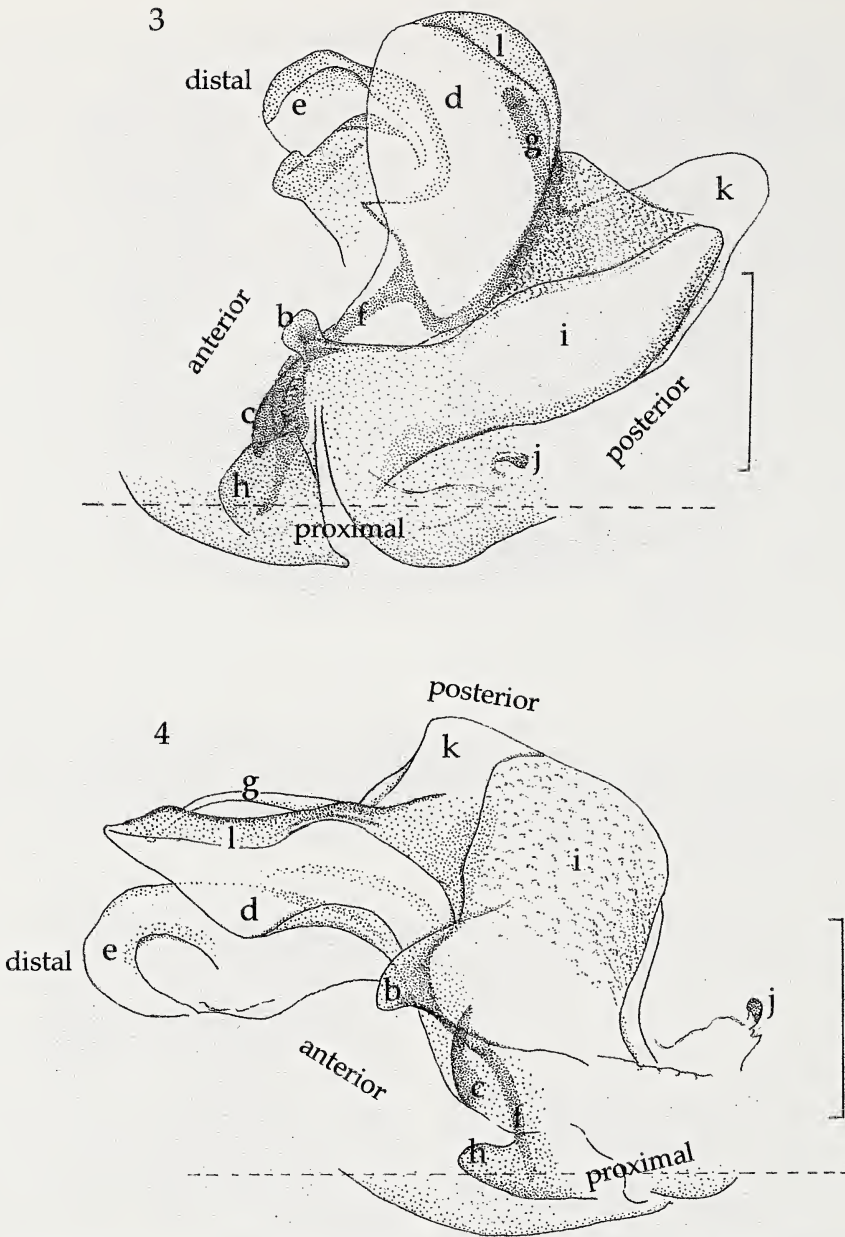 3
distal
e
d
l
g
k
anterior
b
f
i
c
posterior
h
j
proximal
posterior
4
k
g
l
i
d
e
distal
b
j
anterior
c
f
h
proximal